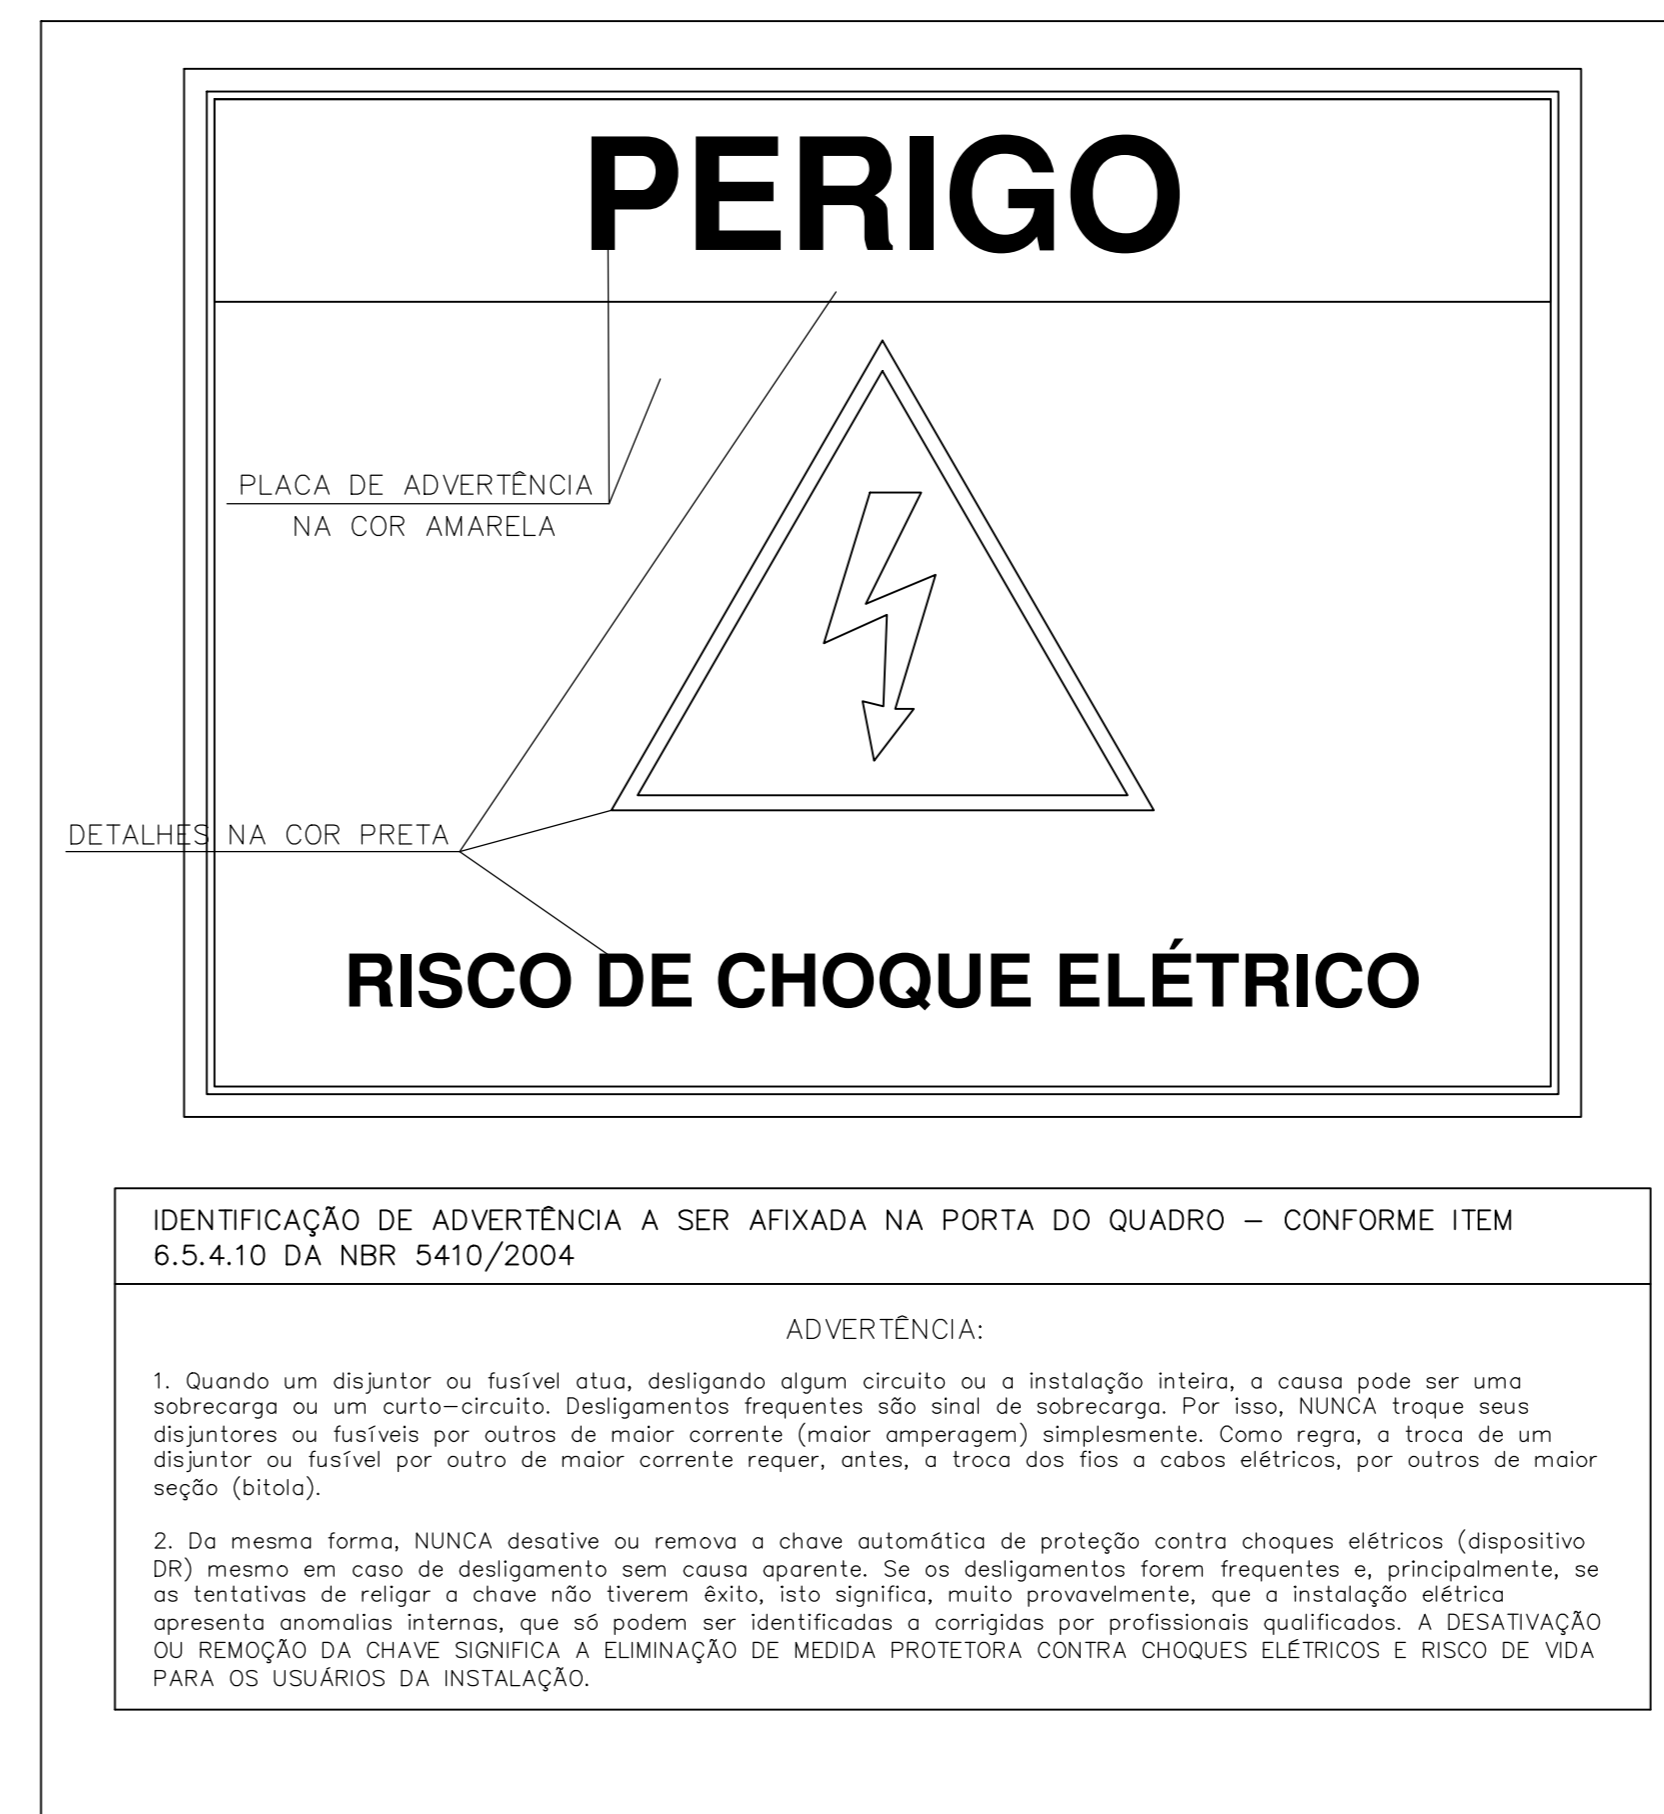 PERIGO
PLACA DE ADVERTÊNCIA
NA COR AMARELA
DETALHES NA COR PRETA
RISCO DE CHOQUE ELÉTRICO
IDENTIFICAÇÃO DE ADVERTÊNCIA A SER AFIXADA NA PORTA DO QUADRO – CONFORME ITEM
6.5.4.10 DA NBR 5410/2004
ADVERTÊNCIA:
1. Quando um disjuntor ou fusível atua, desligando algum circuito ou a instalação inteira, a causa pode ser uma
sobrecarga ou um curto–circuito. Desligamentos frequentes são sinal de sobrecarga. Por isso, NUNCA troque seus
disjuntores ou fusíveis por outros de maior corrente (maior amperagem) simplesmente. Como regra, a troca de um
disjuntor ou fusível por outro de maior corrente requer, antes, a troca dos fios a cabos elétricos, por outros de maior
seção (bitola).
2. Da mesma forma, NUNCA desative ou remova a chave automática de proteção contra choques elétricos (dispositivo
DR) mesmo em caso de desligamento sem causa aparente. Se os desligamentos forem frequentes e, principalmente, se
as tentativas de religar a chave não tiverem êxito, isto significa, muito provavelmente, que a instalação elétrica
apresenta anomalias internas, que só podem ser identificadas a corrigidas por profissionais qualificados. A DESATIVAÇÃO
OU REMOÇÃO DA CHAVE SIGNIFICA A ELIMINAÇÃO DE MEDIDA PROTETORA CONTRA CHOQUES ELÉTRICOS E RISCO DE VIDA
PARA OS USUÁRIOS DA INSTALAÇÃO.